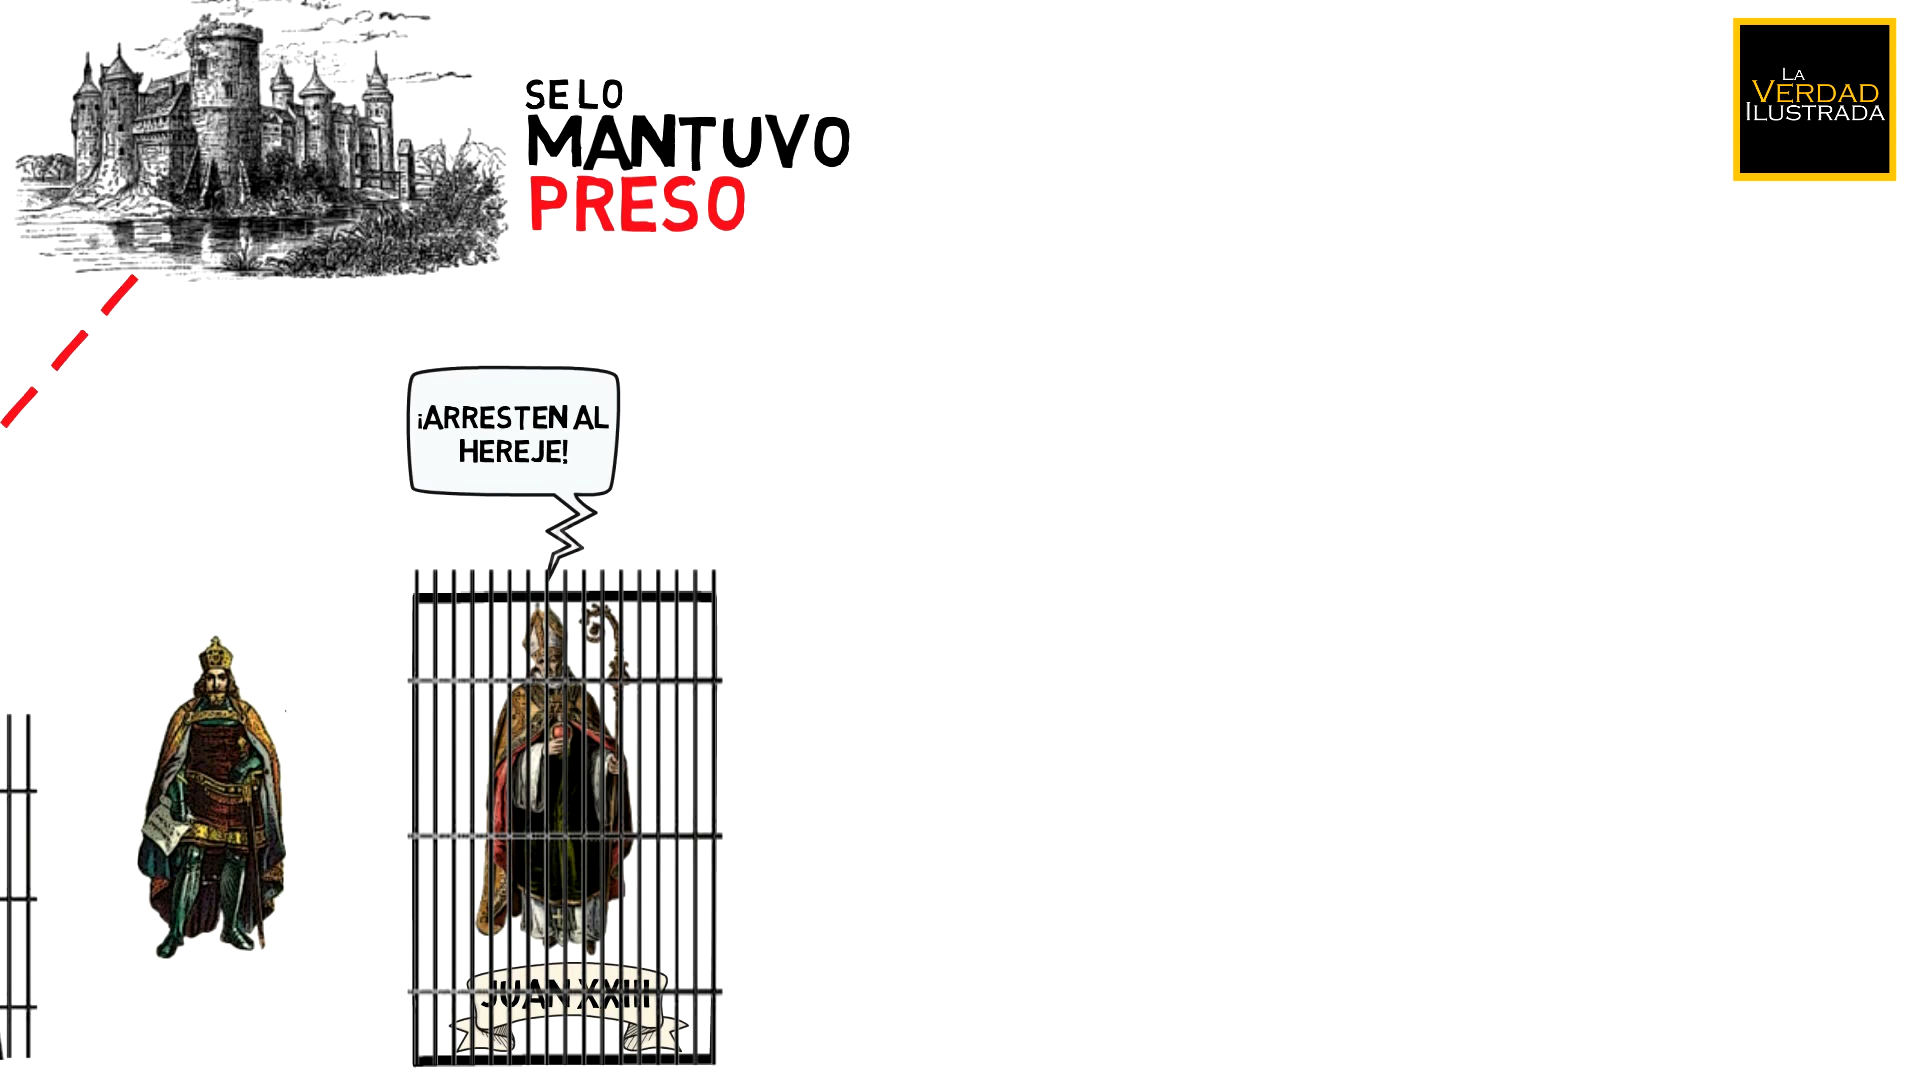 SE LO
MANTUVO
PRESO
LA
VERDAD
ILUSTRADA
¡ARRESTEN AL
HEREJE!
JUAN XXIII